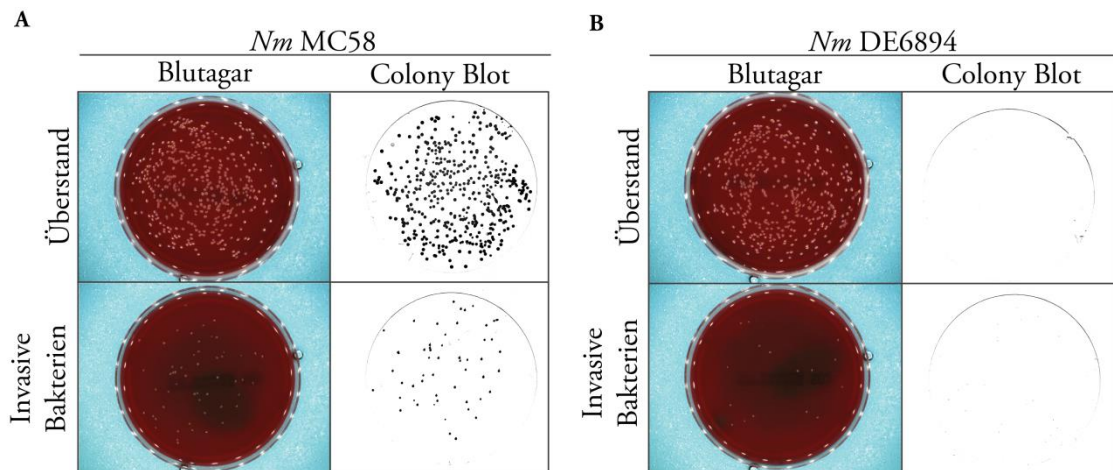 A
Nm MC58
Blutagar
Colony Blot
Überstand
Invasive
Bakterien
B
Nm DE6894
Blutagar
Colony Blot
Überstand
Invasive
Bakterien